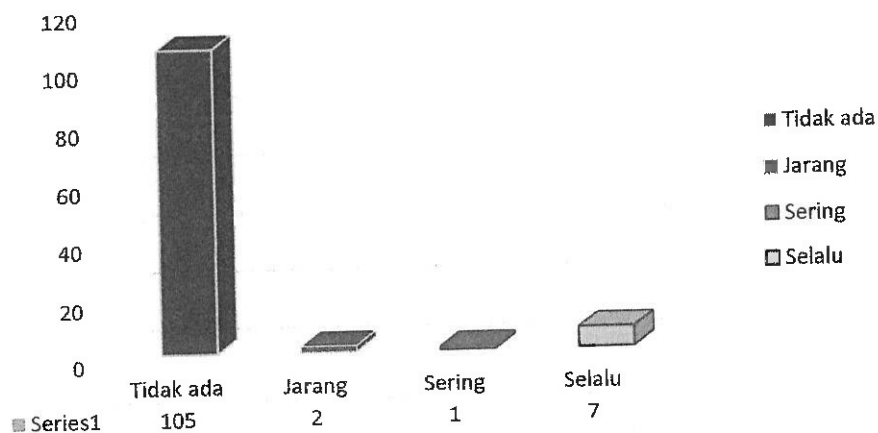 120
100
80
60
40
20
0
Tidak ada Jarang Sering Selalu
Series1 105 2 1 7
Tidak ada
Jarang
Sering
Selalu